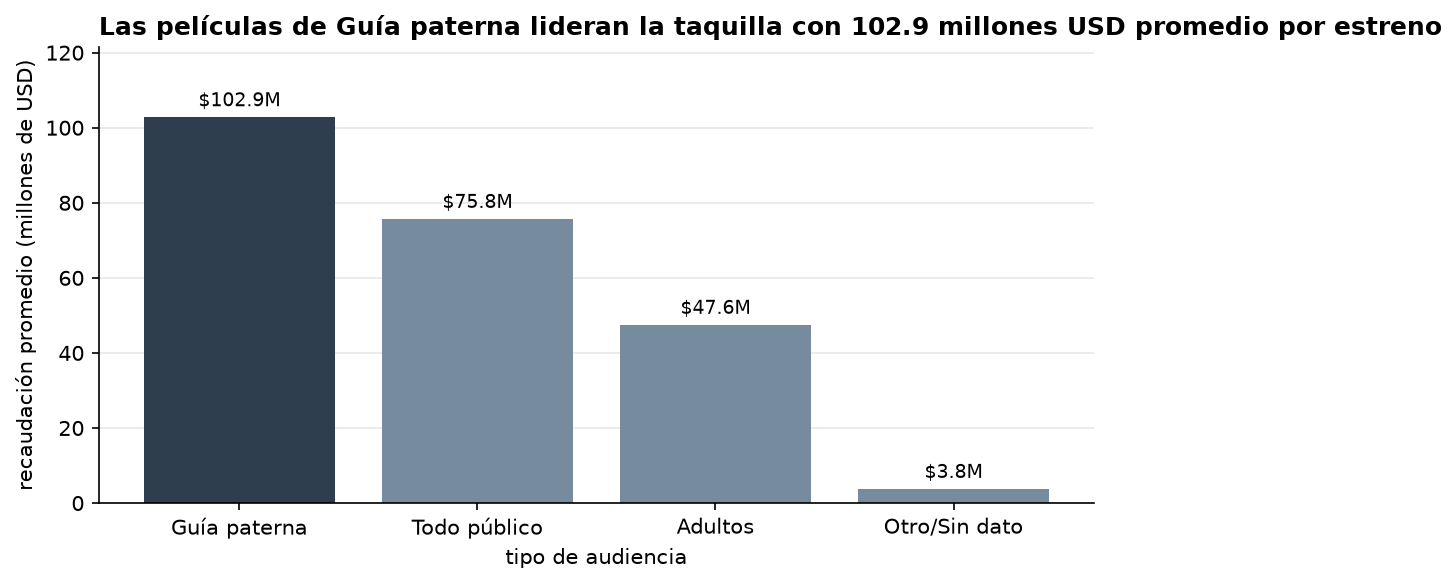 Las películas de Guía paterna lideran la taquilla con 102.9 millones USD promedio por estreno
recaudación promedio (millones de USD)
120
100
80
60
40
20
0
$102.9M
$75.8M
$47.6M
$3.8M
Guía paterna
Todo público
Adultos
Otro/Sin dato
tipo de audiencia